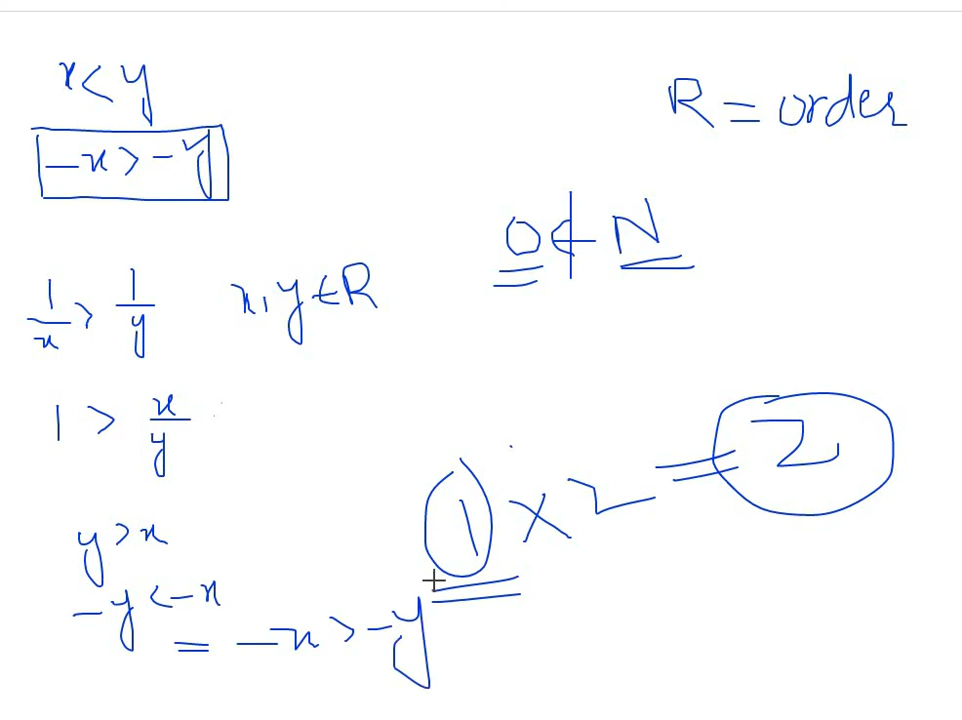 x < y
-x > -y
R = order
0 ∉ N
1/x > 1/y
x, y ∈ R
1 > x/y
1 × 2 = 2
y > x
-y < -x
= -x > -y